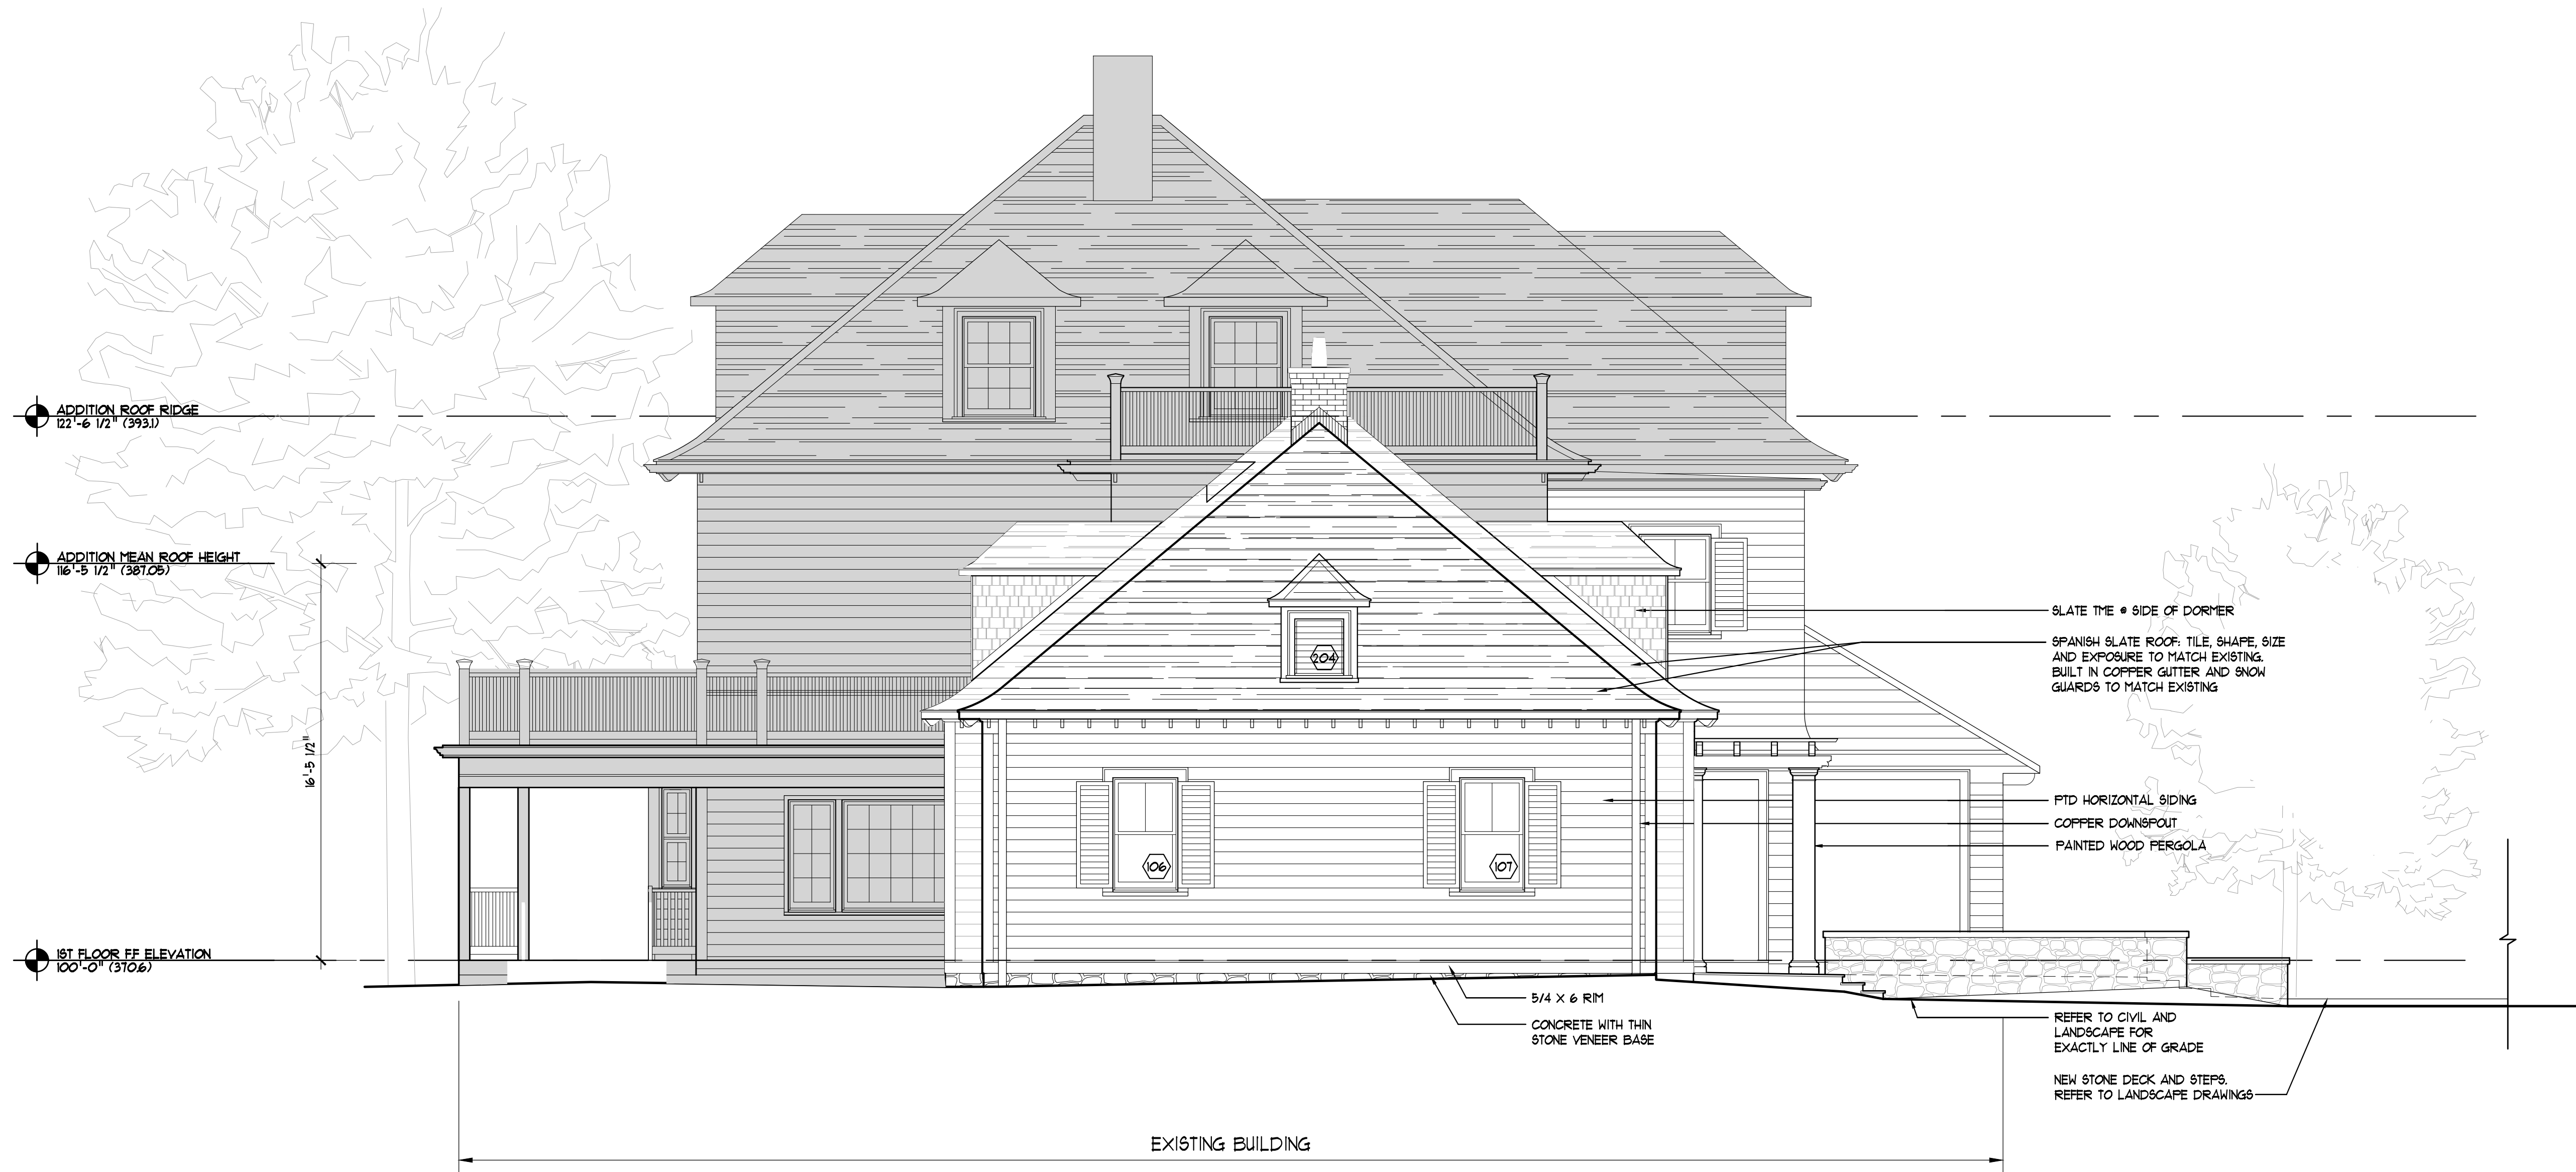 ADDITION ROOF RIDGE
122'-6 1/2" (393.1)
ADDITION MEAN ROOF HEIGHT
116'-5 1/2" (387.05)
16'-5 1/2"
1ST FLOOR F.F ELEVATION
100'-0" (370.6)
204
106
107
SLATE TME @ SIDE OF DORMER
SPANISH SLATE ROOF: TILE, SHAPE, SIZE
AND EXPOSURE TO MATCH EXISTING.
BUILT IN COPPER GUTTER AND SNOW
GUARDS TO MATCH EXISTING
PTD HORIZONTAL SIDING
COPPER DOWNSPOUT
PAINTED WOOD PERGOLA
5/4 X 6 RIM
CONCRETE WITH THIN
STONE VENEER BASE
REFER TO CIVIL AND
LANDSCAPE FOR
EXACTLY LINE OF GRADE
NEW STONE DECK AND STEPS.
REFER TO LANDSCAPE DRAWINGS
EXISTING BUILDING